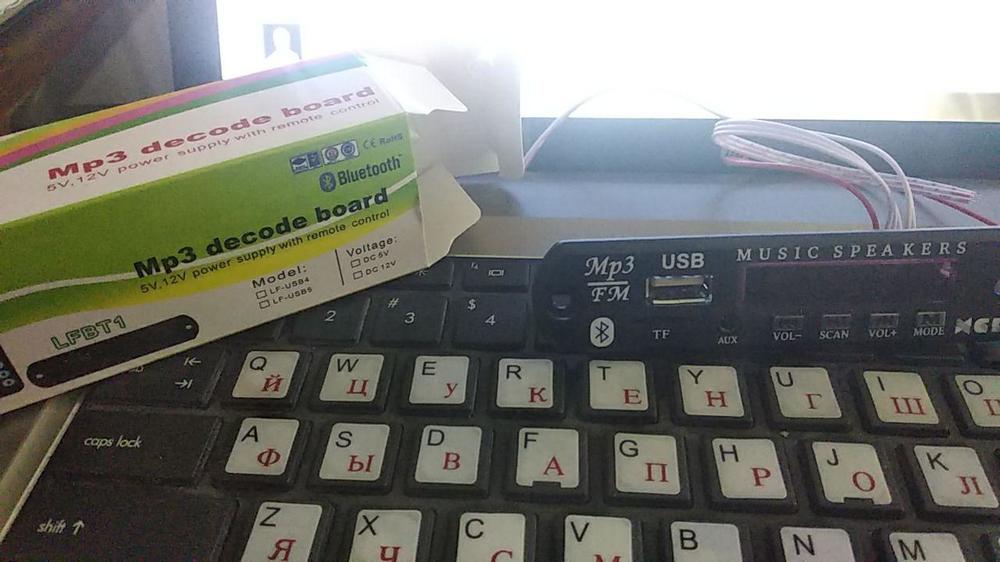 Mp3 decode board
5V,12V power supply with remote control
CE RoHS
Bluetooth™
Mp3 decode board
5V,12V power supply with remote control
Model:
LF-USB4
LF-USB5
Voltage:
DC 5V
DC 12V
LFBT1
MUSIC SPEAKERS
Mp3
FM
USB
TF
AUX
VOL-
SCAN
VOL+
MODE
2
# 3
$ 4
Q Й
W Ц
E У
R К
T Е
Y Н
U Г
I Ш
O
caps lock
A Ф
S Ы
D В
F А
G П
H Р
J О
K Л
shift
Z Я
X Ч
C С
V М
B
N
M